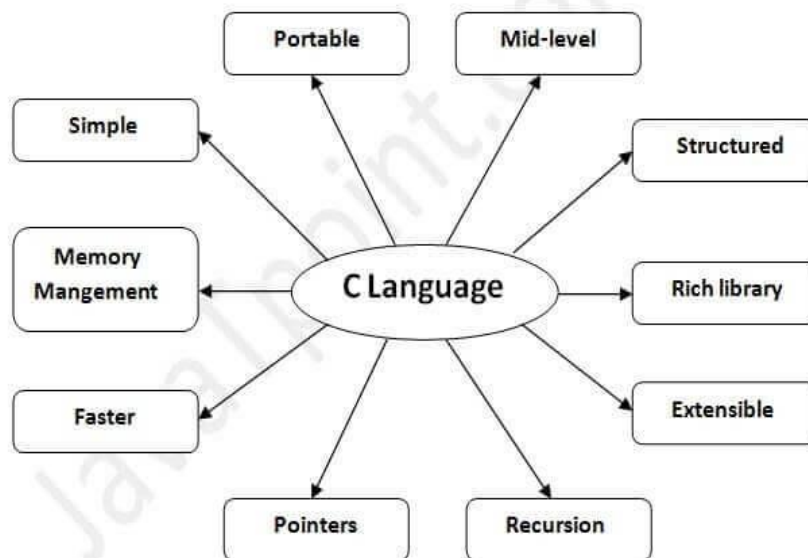 Portable
Mid-level
Simple
Structured
Memory
Mangement
C Language
Rich library
Faster
Extensible
Pointers
Recursion